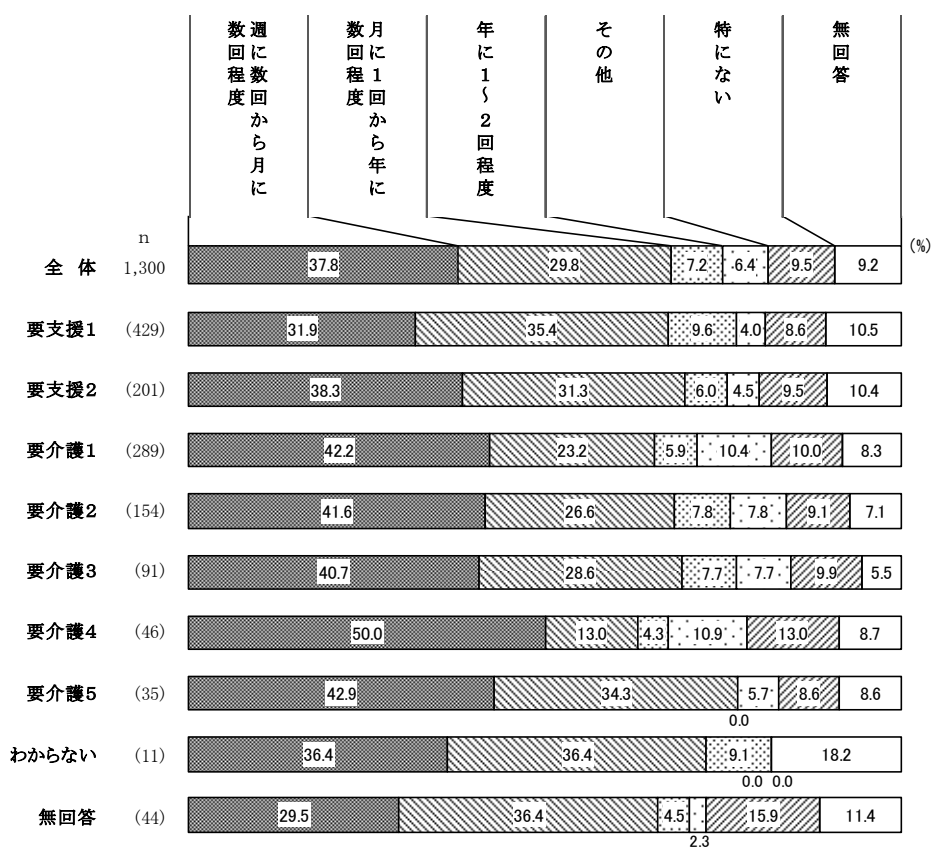 週に数回から月に
数回程度
月に1回から年に
数回程度
年に1～2回程度
その他
特にない
無回答
n
(%)
全 体 1,300 37.8 29.8 7.2 6.4 9.5 9.2
要支援1 (429) 31.9 35.4 9.6 4.0 8.6 10.5
要支援2 (201) 38.3 31.3 6.0 4.5 9.5 10.4
要介護1 (289) 42.2 23.2 5.9 10.4 10.0 8.3
要介護2 (154) 41.6 26.6 7.8 7.8 9.1 7.1
要介護3 (91) 40.7 28.6 7.7 7.7 9.9 5.5
要介護4 (46) 50.0 13.0 4.3 10.9 13.0 8.7
要介護5 (35) 42.9 34.3 5.7 8.6 8.6
0.0
わからない (11) 36.4 36.4 9.1 18.2
0.0 0.0
無回答 (44) 29.5 36.4 4.5 15.9 11.4
2.3